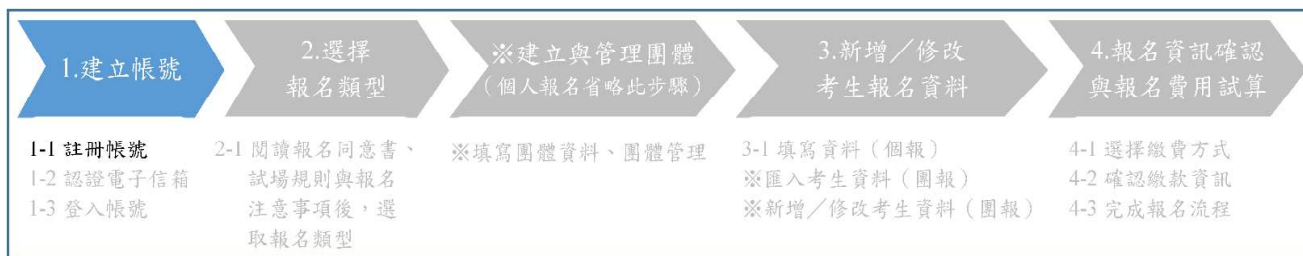 1.建立帳號
2.選擇
報名類型
※建立與管理團體
（個人報名省略此步驟）
3.新增／修改
考生報名資料
4.報名資訊確認
與報名費用試算
1-1 註冊帳號
1-2 認證電子信箱
1-3 登入帳號
2-1 閱讀報名同意書、
試場規則與報名
注意事項後，選
取報名類型
※填寫團體資料、團體管理
3-1 填寫資料（個報）
※匯入考生資料（團報）
※新增／修改考生資料（團報）
4-1 選擇繳費方式
4-2 確認繳款資訊
4-3 完成報名流程